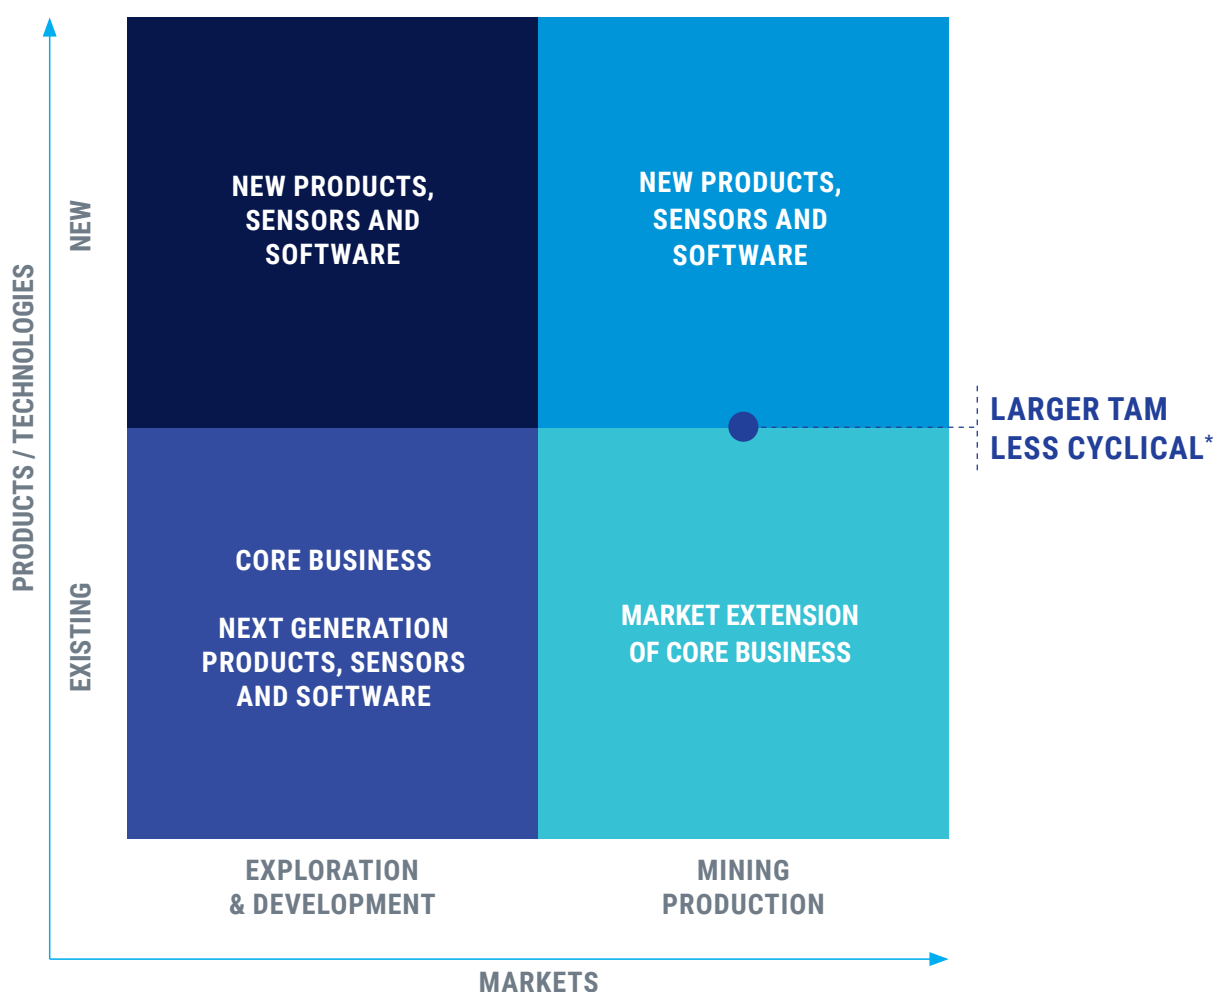 PRODUCTS / TECHNOLOGIES
NEW
EXISTING
NEW PRODUCTS,
SENSORS AND
SOFTWARE
NEW PRODUCTS,
SENSORS AND
SOFTWARE
LARGER TAM
LESS CYCLICAL*
CORE BUSINESS
NEXT GENERATION
PRODUCTS, SENSORS
AND SOFTWARE
MARKET EXTENSION
OF CORE BUSINESS
EXPLORATION
& DEVELOPMENT
MINING
PRODUCTION
MARKETS